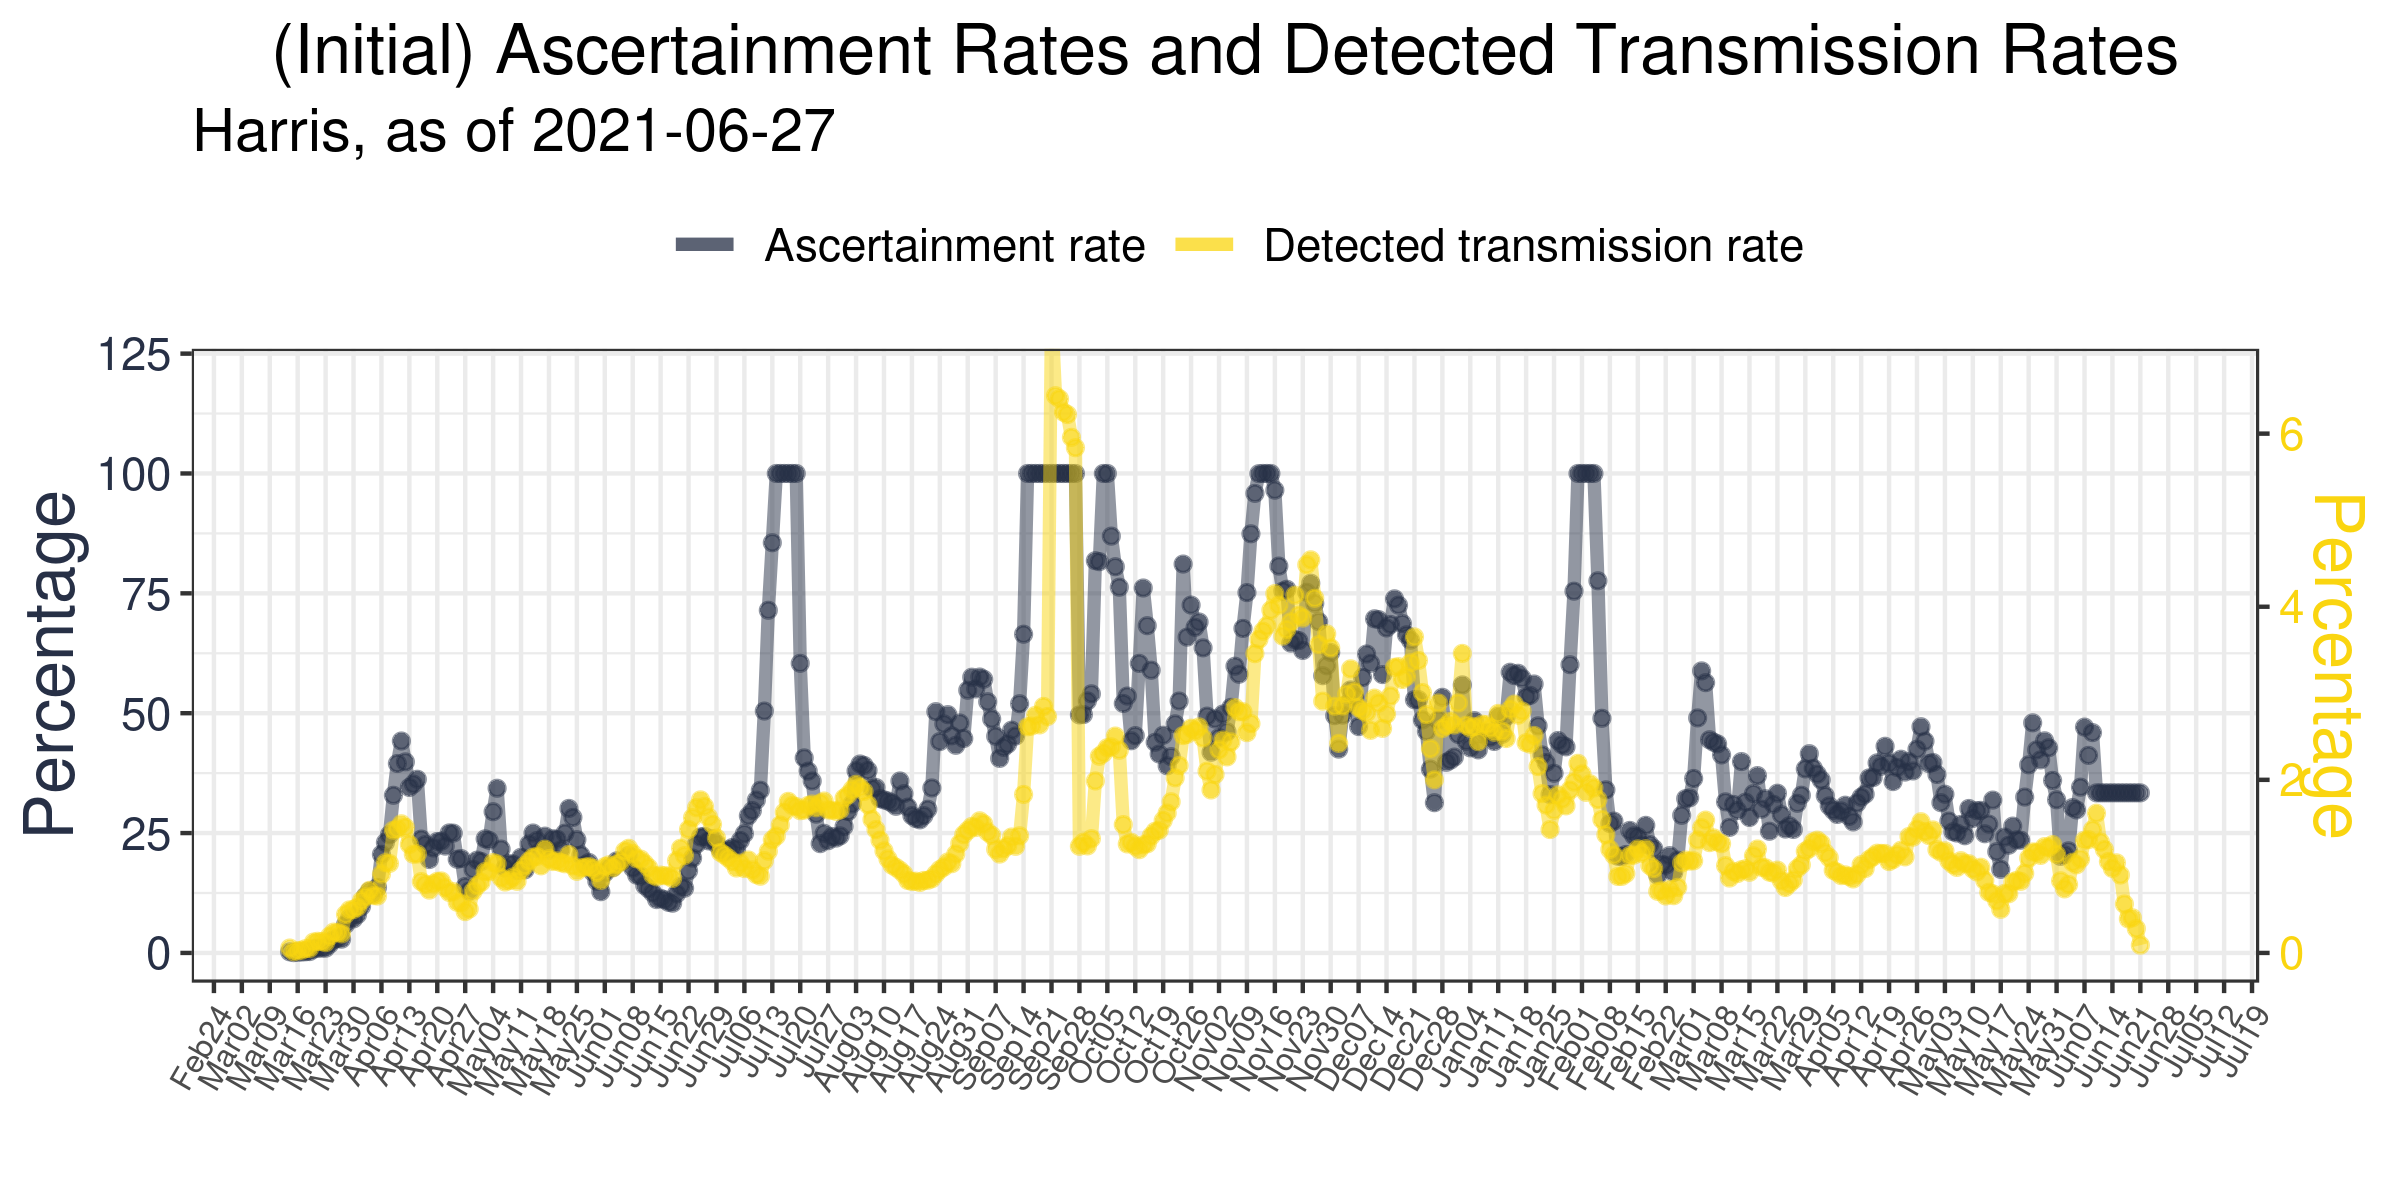 (Initial) Ascertainment Rates and Detected Transmission Rates
Harris, as of 2021-06-27
Ascertainment rate Detected transmission rate
Percentage
125
100
75
50
25
0
6
4
2
0
Percentage
Feb24 Mar02 Mar09 Mar16 Mar23 Mar30 Apr06 Apr13 Apr20 Apr27 May04 May11 May18 May25 Jun01 Jun08 Jun15 Jun22 Jun29 Jul06 Jul13 Jul20 Jul27 Aug03 Aug10 Aug17 Aug24 Aug31 Sep07 Sep14 Sep21 Sep28 Oct05 Oct12 Oct19 Oct26 Nov02 Nov09 Nov16 Nov23 Nov30 Dec07 Dec14 Dec21 Dec28 Jan04 Jan11 Jan18 Jan25 Feb01 Feb08 Feb15 Feb22 Mar01 Mar08 Mar15 Mar22 Mar29 Apr05 Apr12 Apr19 Apr26 May03 May10 May17 May24 May31 Jun07 Jun14 Jun21 Jun28 Jul05 Jul12 Jul19